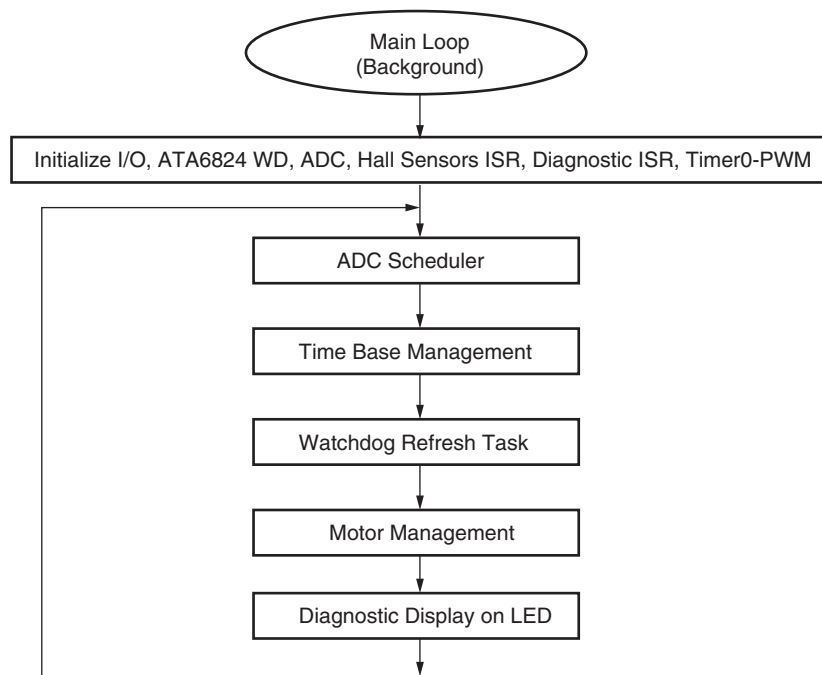 Main Loop
(Background)
Initialize I/O, ATA6824 WD, ADC, Hall Sensors ISR, Diagnostic ISR, Timer0-PWM
ADC Scheduler
Time Base Management
Watchdog Refresh Task
Motor Management
Diagnostic Display on LED